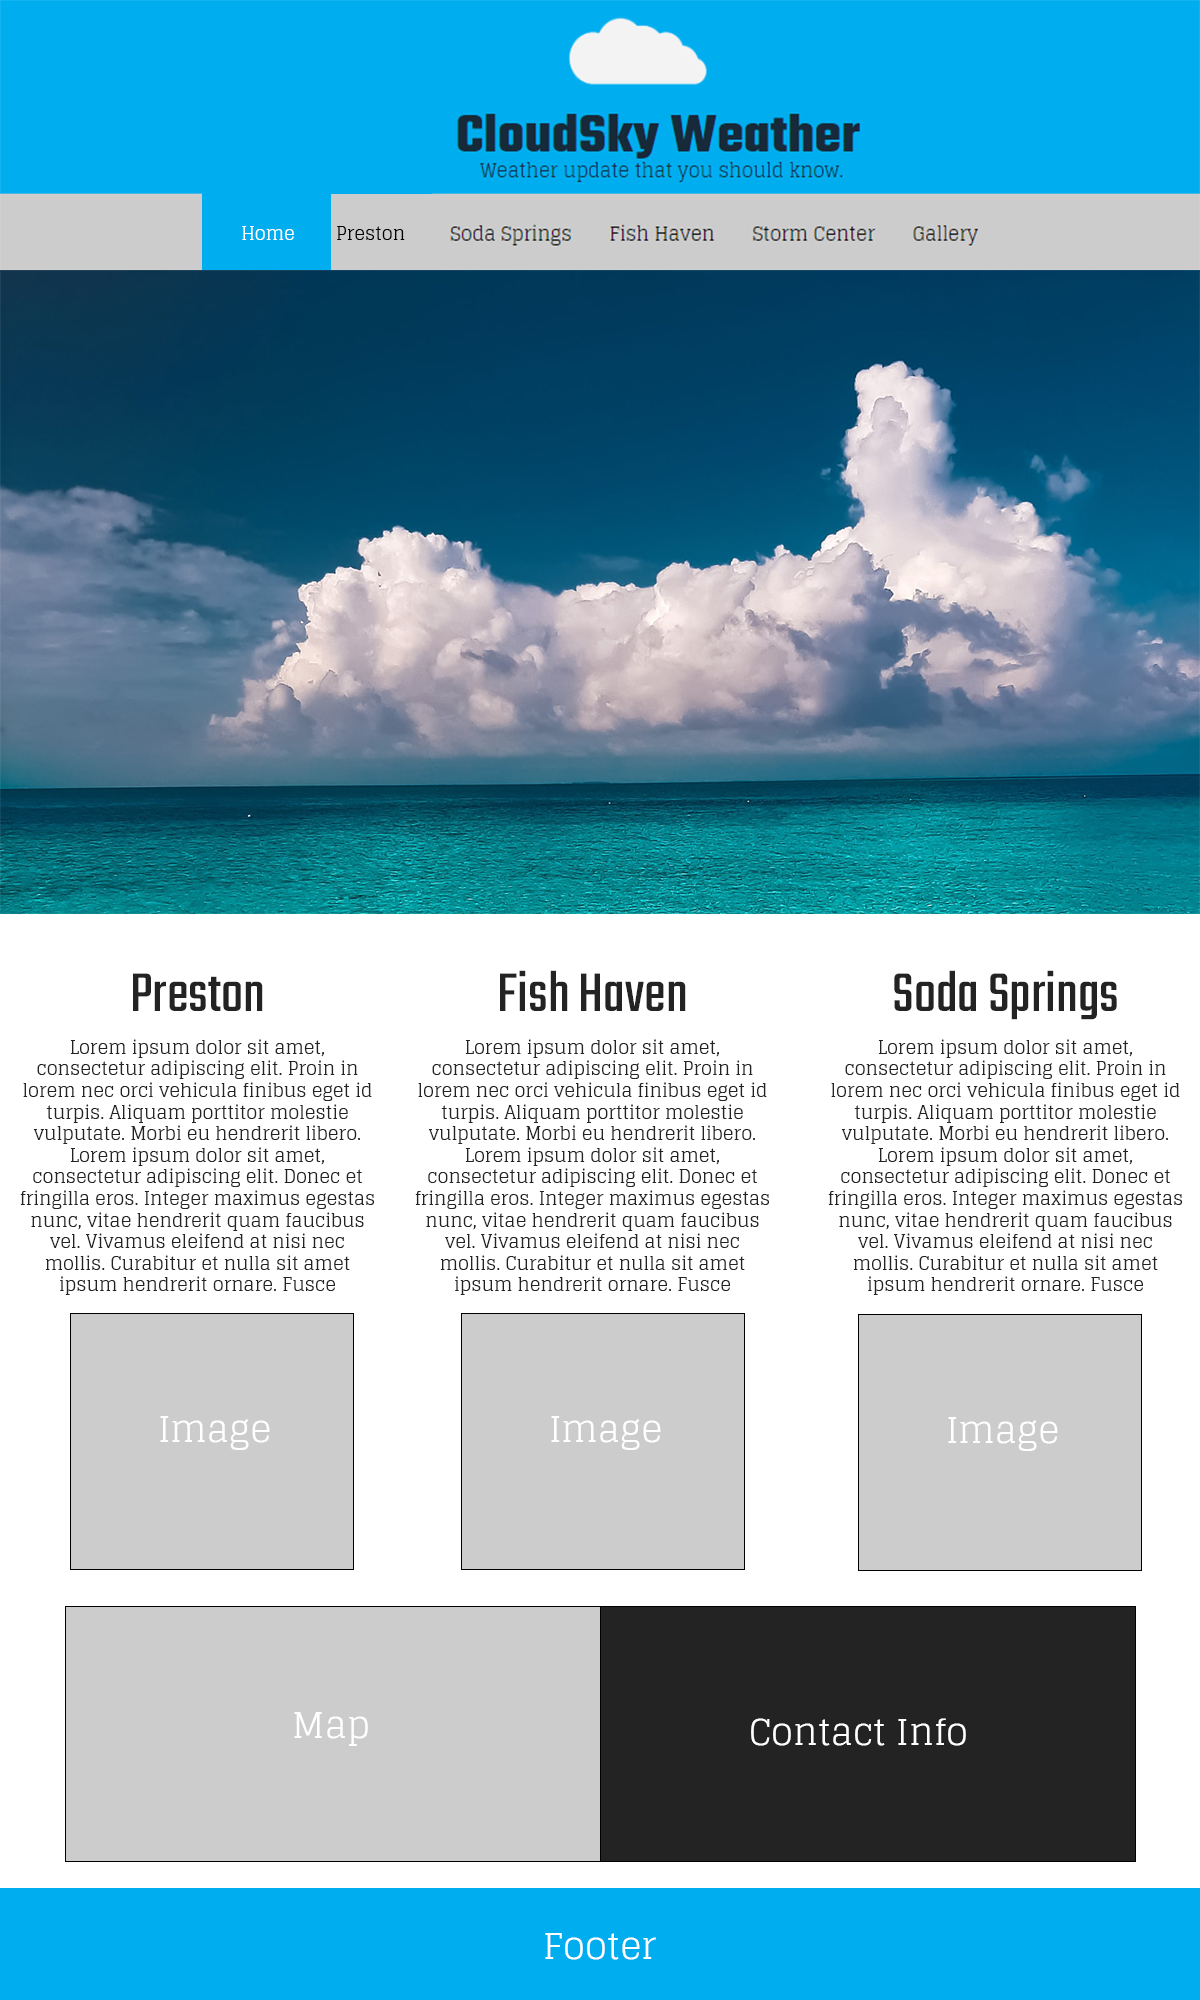 CloudSky Weather
Weather update that you should know.
Home Preston Soda Springs Fish Haven Storm Center Gallery
Preston
Lorem ipsum dolor sit amet,
consectetur adipiscing elit. Proin in
lorem nec orci vehicula finibus eget id
turpis. Aliquam porttitor molestie
vulputate. Morbi eu hendrerit libero.
Lorem ipsum dolor sit amet,
consectetur adipiscing elit. Donec et
fringilla eros. Integer maximus egestas
nunc, vitae hendrerit quam faucibus
vel. Vivamus eleifend at nisi nec
mollis. Curabitur et nulla sit amet
ipsum hendrerit ornare. Fusce
Image
Fish Haven
Lorem ipsum dolor sit amet,
consectetur adipiscing elit. Proin in
lorem nec orci vehicula finibus eget id
turpis. Aliquam porttitor molestie
vulputate. Morbi eu hendrerit libero.
Lorem ipsum dolor sit amet,
consectetur adipiscing elit. Donec et
fringilla eros. Integer maximus egestas
nunc, vitae hendrerit quam faucibus
vel. Vivamus eleifend at nisi nec
mollis. Curabitur et nulla sit amet
ipsum hendrerit ornare. Fusce
Image
Soda Springs
Lorem ipsum dolor sit amet,
consectetur adipiscing elit. Proin in
lorem nec orci vehicula finibus eget id
turpis. Aliquam porttitor molestie
vulputate. Morbi eu hendrerit libero.
Lorem ipsum dolor sit amet,
consectetur adipiscing elit. Donec et
fringilla eros. Integer maximus egestas
nunc, vitae hendrerit quam faucibus
vel. Vivamus eleifend at nisi nec
mollis. Curabitur et nulla sit amet
ipsum hendrerit ornare. Fusce
Image
Map
Contact Info
Footer